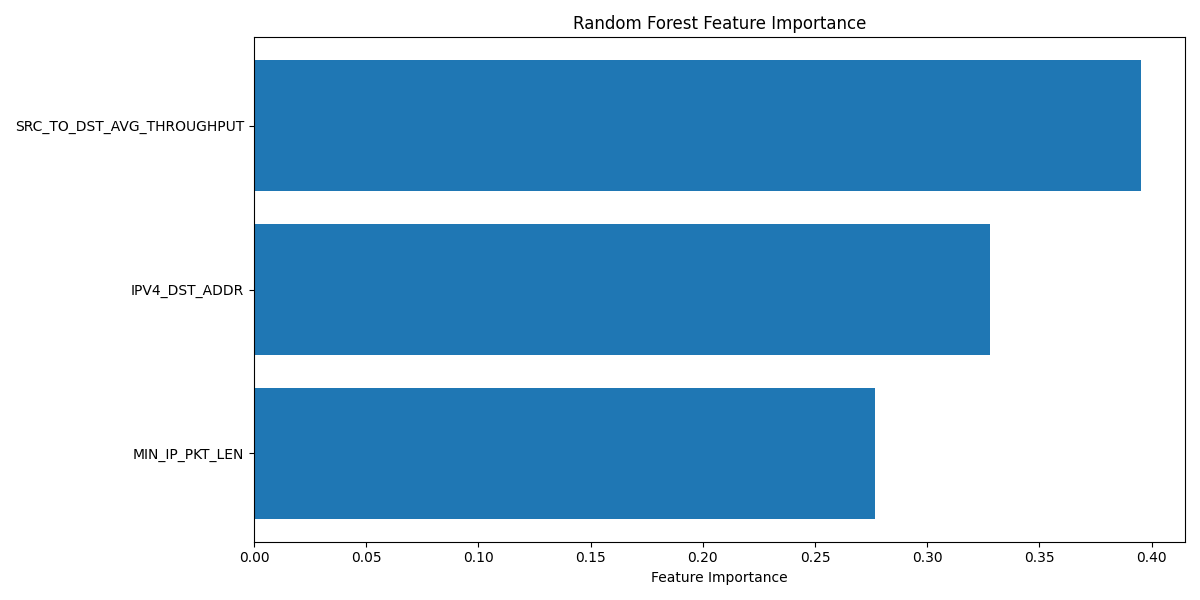 Random Forest Feature Importance
SRC_TO_DST_AVG_THROUGHPUT
IPV4_DST_ADDR
MIN_IP_PKT_LEN
0.00 0.05 0.10 0.15 0.20 0.25 0.30 0.35 0.40
Feature Importance